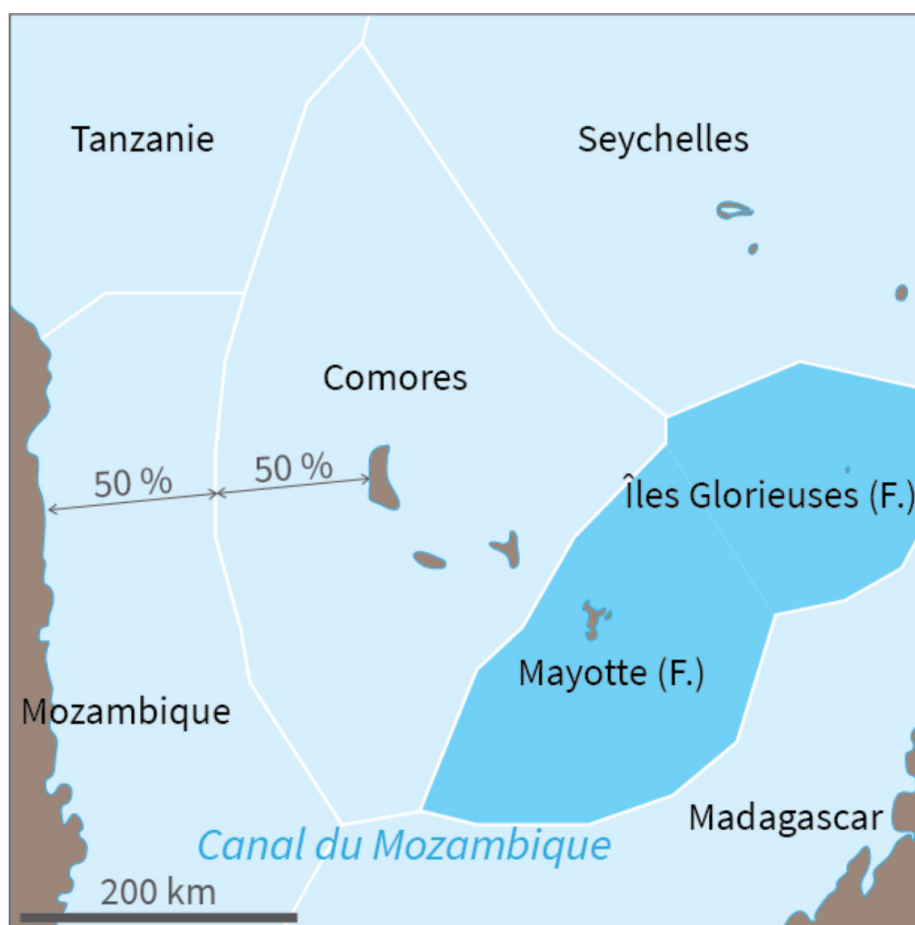 Tanzanie
Seychelles
Comores
50 %
50 %
Îles Glorieuses (F.)
Mayotte (F.)
Mozambique
Madagascar
Canal du Mozambique
200 km